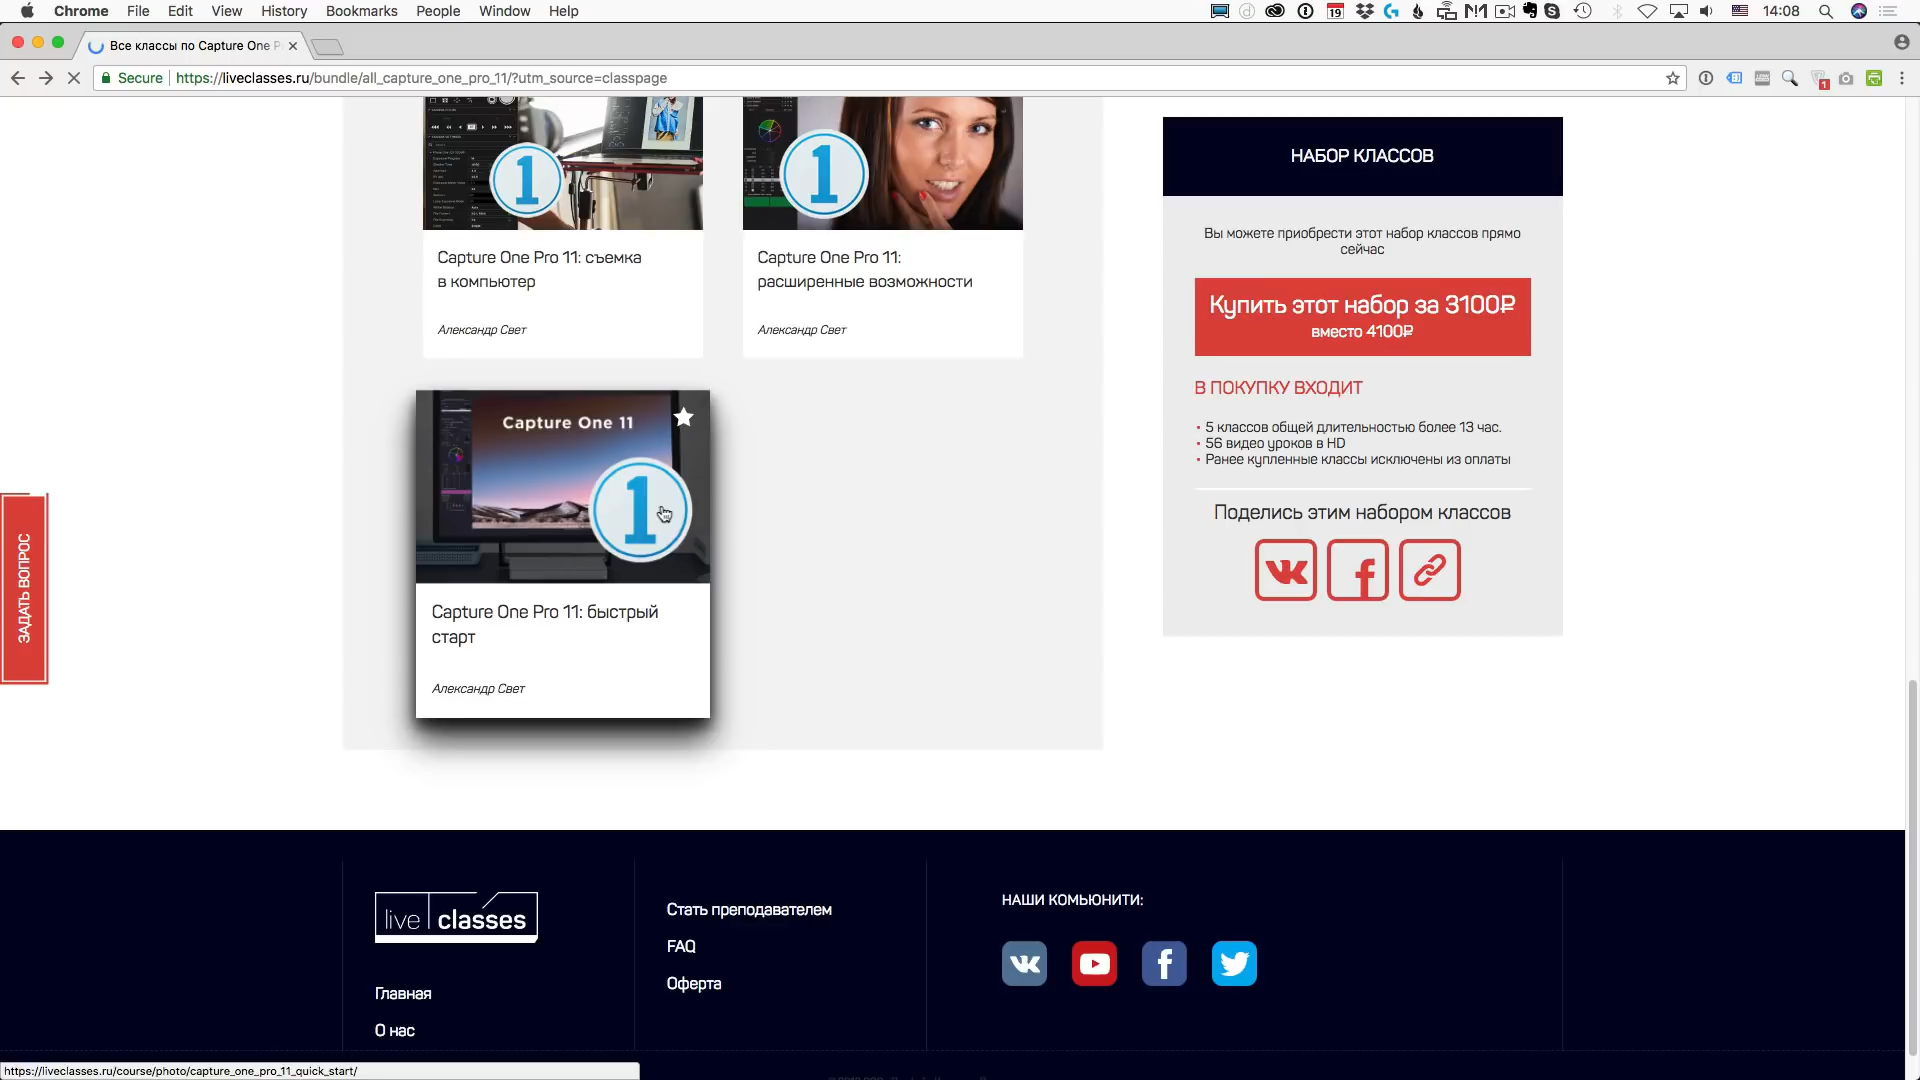 Chrome File Edit View History Bookmarks People Window Help
19
14:08
Все классы по Capture One P
Secure https://liveclasses.ru/bundle/all_capture_one_pro_11/?utm_source=classpage
1
1
1
Capture One Pro 11: съемка
в компьютер
Александр Свет
Capture One Pro 11:
расширенные возможности
Александр Свет
Capture One 11
1
Capture One Pro 11: быстрый
старт
Александр Свет
НАБОР КЛАССОВ
Вы можете приобрести этот набор классов прямо
сейчас
Купить этот набор за 3100₽
вместо 4100₽
В ПОКУПКУ ВХОДИТ
• 5 классов общей длительностью более 13 час.
• 56 видео уроков в HD
• Ранее купленные классы исключены из оплаты
Поделись этим набором классов
ЗАДАТЬ ВОПРОС
live classes
Главная
О нас
Стать преподавателем
FAQ
Оферта
НАШИ КОМЬЮНИТИ:
https://liveclasses.ru/course/photo/capture_one_pro_11_quick_start/